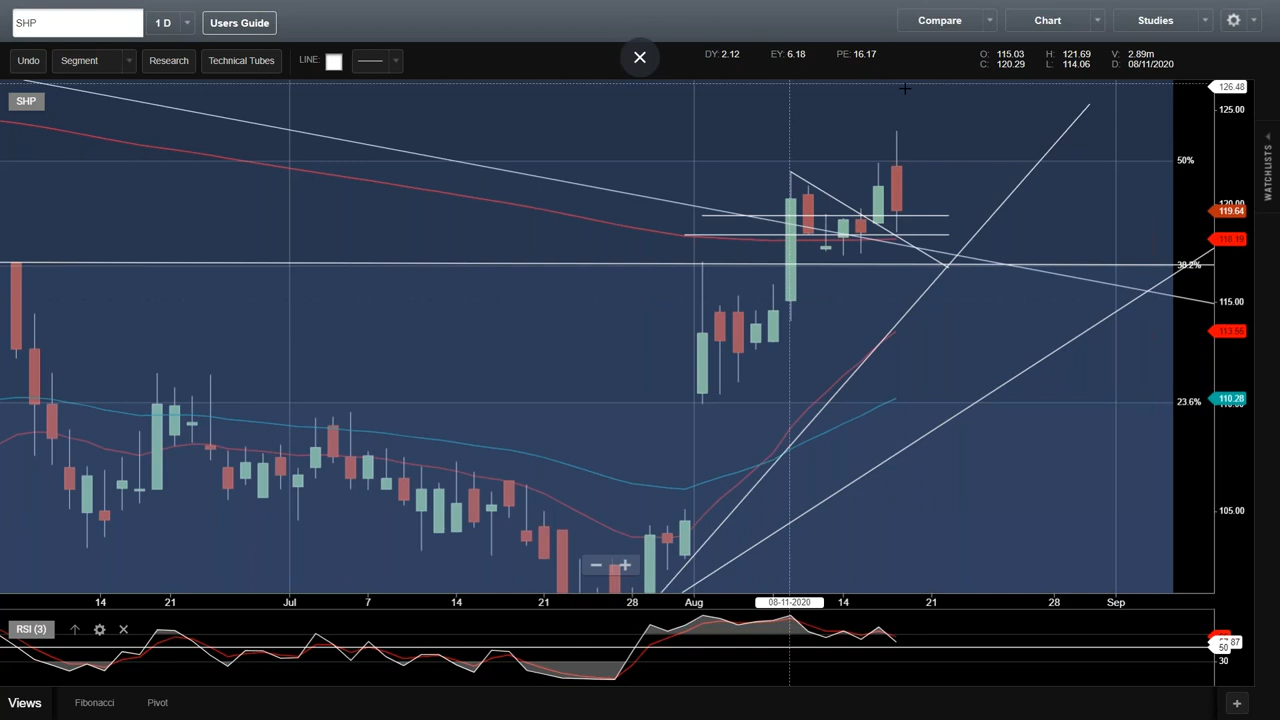 SHP 1 D Users Guide Compare Chart Studies
Undo Segment Research Technical Tubes LINE: DY: 2.12 EY: 6.18 PE: 16.17 O: 115.03 H: 121.69 V: 2.89m
C: 120.29 L: 114.06 D: 08/11/2020
SHP
126.48
125.00
WATCHLISTS
50%
119.64
118.19
38.2%
115.00
113.55
23.6% 110.28
105.00
14 21 Jul 7 14 21 28 Aug 08-11-2020 14 21 28 Sep
RSI (3)
50
30
Views Fibonacci Pivot